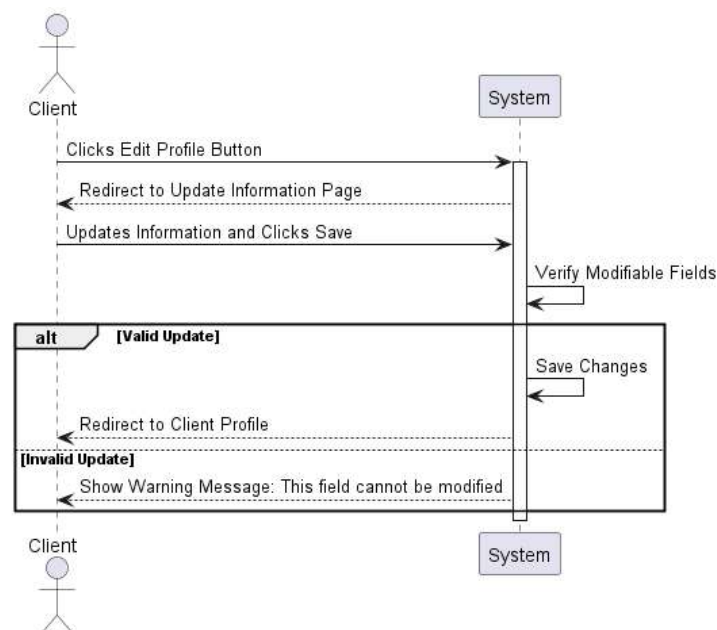 Client
System
Clicks Edit Profile Button
Redirect to Update Information Page
Updates Information and Clicks Save
Verify Modifiable Fields
alt [Valid Update]
Save Changes
Redirect to Client Profile
[Invalid Update]
Show Warning Message: This field cannot be modified
Client
System